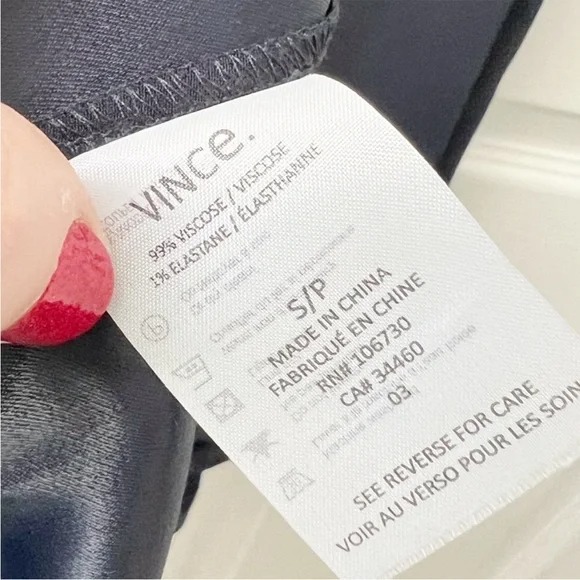 VINCE.
99% VISCOSE / VISCOSE
1% ELASTANE / ÉLASTHANNE
S/P
MADE IN CHINA
FABRIQUÉ EN CHINE
RN# 106730
CA# 34460
03
SEE REVERSE FOR CARE
VOIR AU VERSO POUR LES SOIN